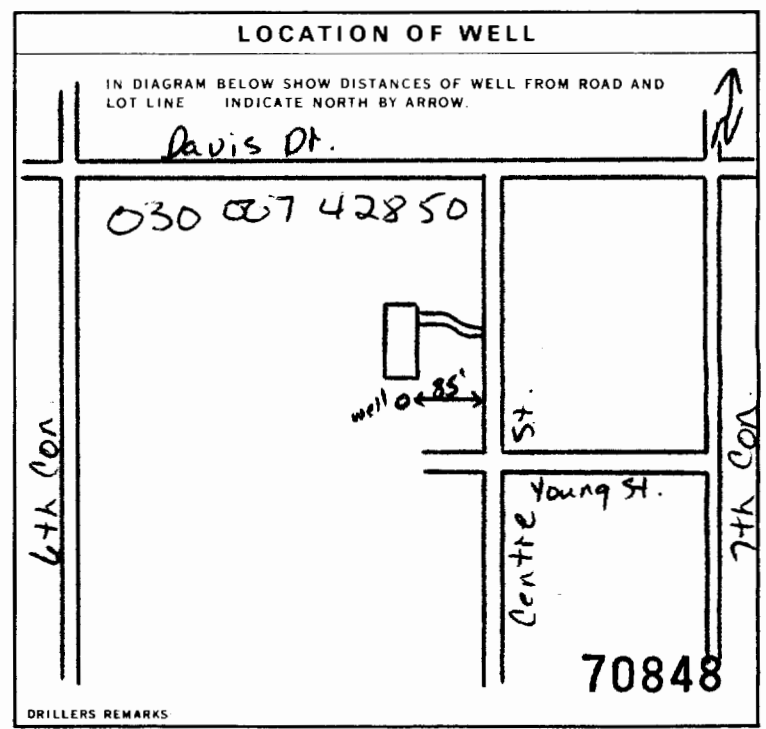 LOCATION OF WELL
IN DIAGRAM BELOW SHOW DISTANCES OF WELL FROM ROAD AND
LOT LINE INDICATE NORTH BY ARROW.
N
Davis Dr.
030 007 42850
85'
well
St.
6th Con.
7th Con.
Young St.
Centre
70848
DRILLERS REMARKS